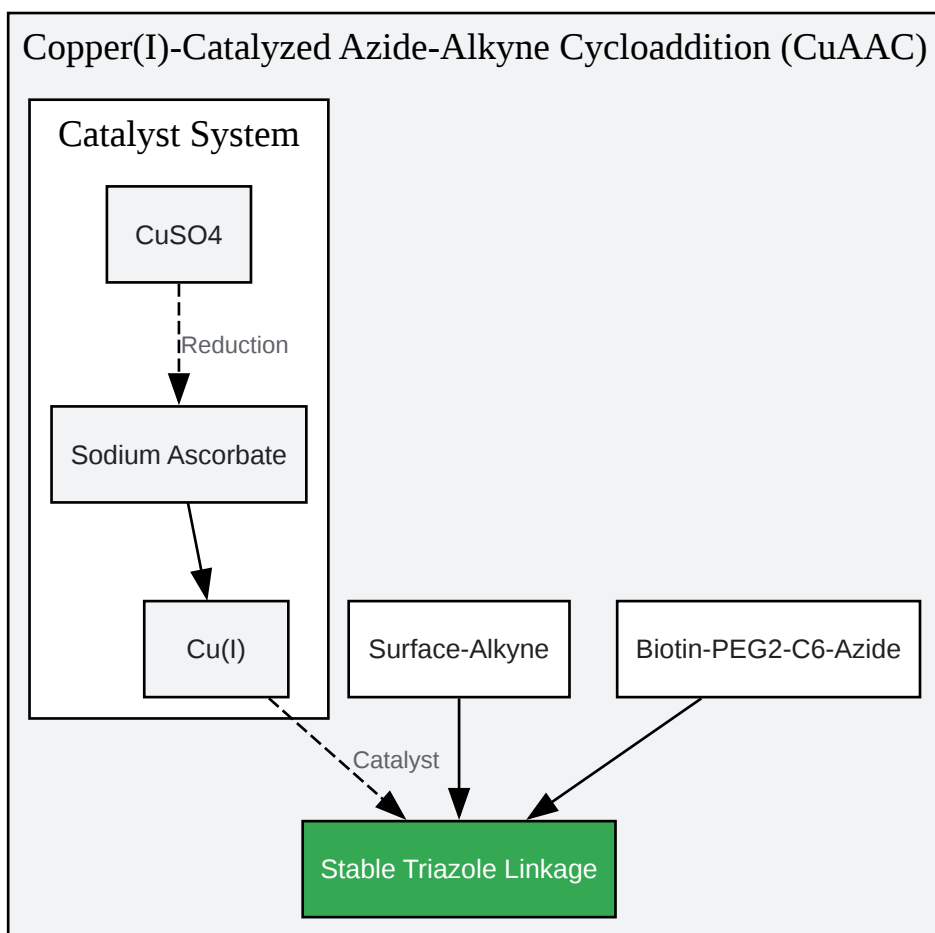 Copper(I)-Catalyzed Azide-Alkyne Cycloaddition (CuAAC)
Catalyst System
CuSO4
Reduction
Sodium Ascorbate
Cu(I)
Surface-Alkyne
Biotin-PEG2-C6-Azide
Catalyst
Stable Triazole Linkage